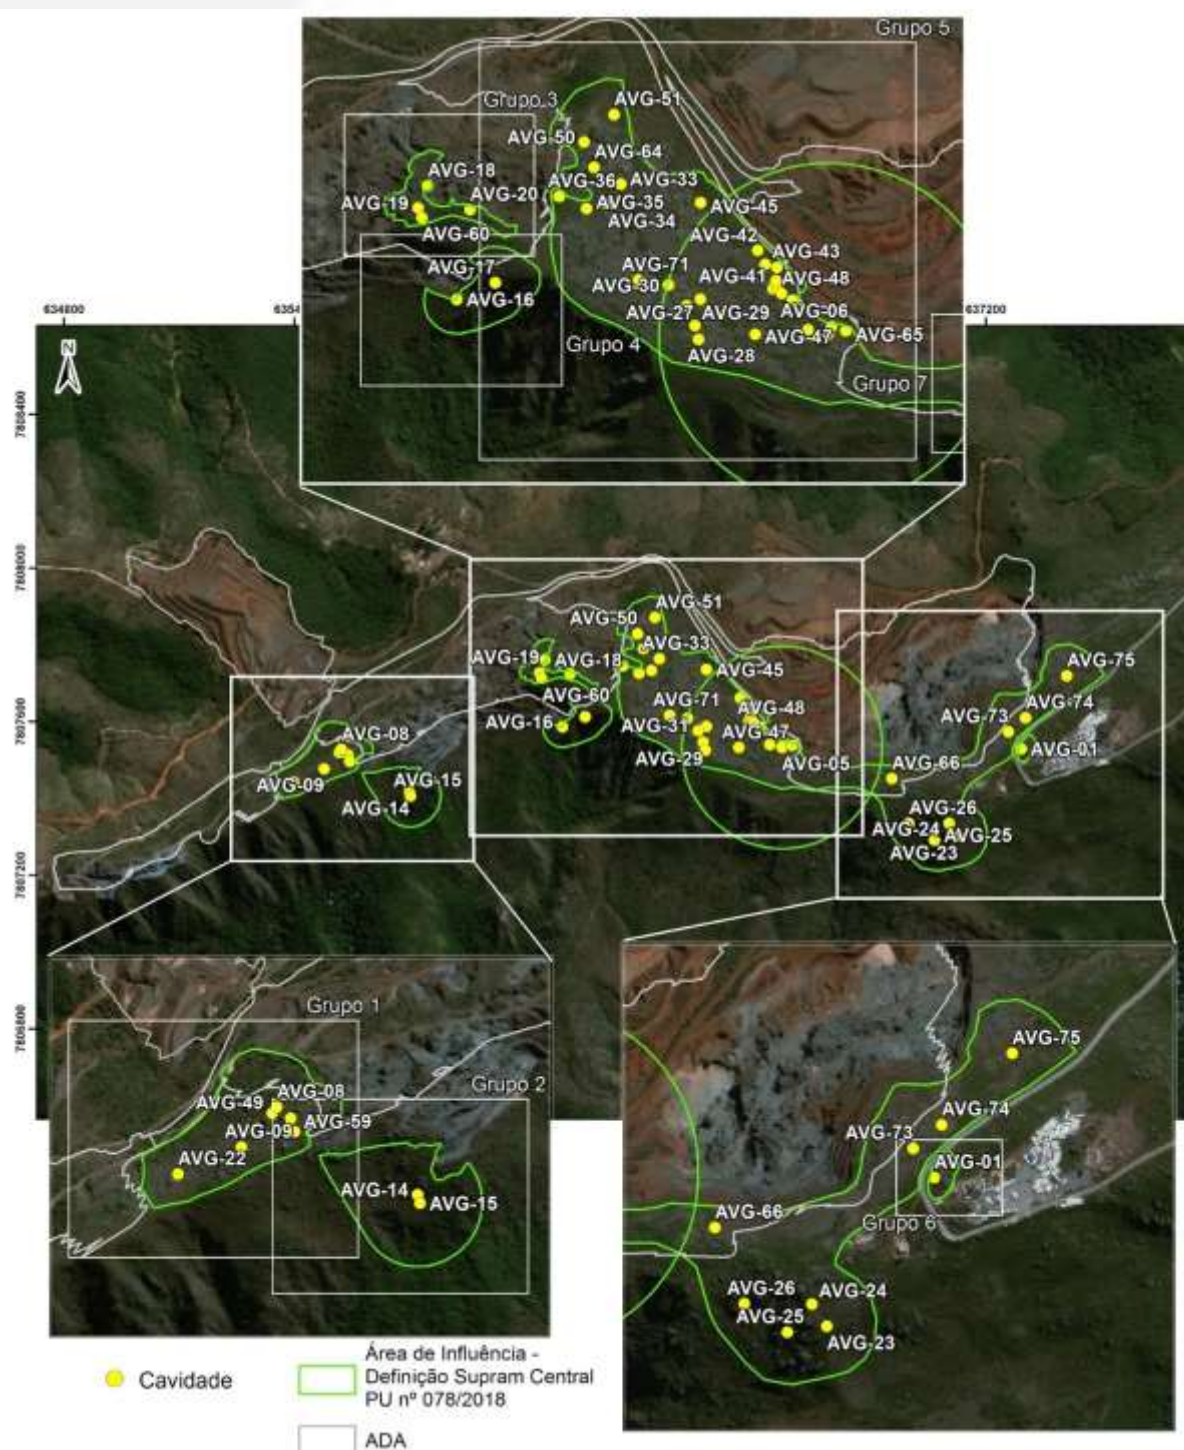 Grupo 5
Grupo 3
AVG-51
AVG-50
AVG-64
AVG-18
AVG-36
AVG-33
AVG-20
AVG-19
AVG-35
AVG-45
AVG-34
AVG-60
AVG-42
AVG-43
AVG-17
AVG-71
AVG-41
AVG-48
AVG-30
AVG-16
AVG-27
AVG-29
AVG-06
634800
6354
637200
AVG-47
AVG-65
Grupo 4
AVG-28
Grupo 7
N
7808400
7808000
AVG-51
AVG-50
AVG-33
AVG-19
AVG-18
AVG-45
AVG-75
AVG-60
AVG-71
AVG-74
AVG-48
AVG-73
7807600
AVG-16
AVG-31
AVG-08
AVG-47
AVG-01
AVG-29
AVG-05
AVG-66
AVG-09
AVG-15
AVG-14
AVG-26
AVG-24
AVG-25
AVG-23
7807200
Grupo 1
7806800
AVG-75
Grupo 2
AVG-08
AVG-49
AVG-59
AVG-74
AVG-09
AVG-73
AVG-22
AVG-01
AVG-14
AVG-15
AVG-66
Grupo 6
AVG-26
AVG-24
AVG-25
AVG-23
Cavidade
Área de Influência -
Definição Supram Central
PU nº 078/2018
ADA